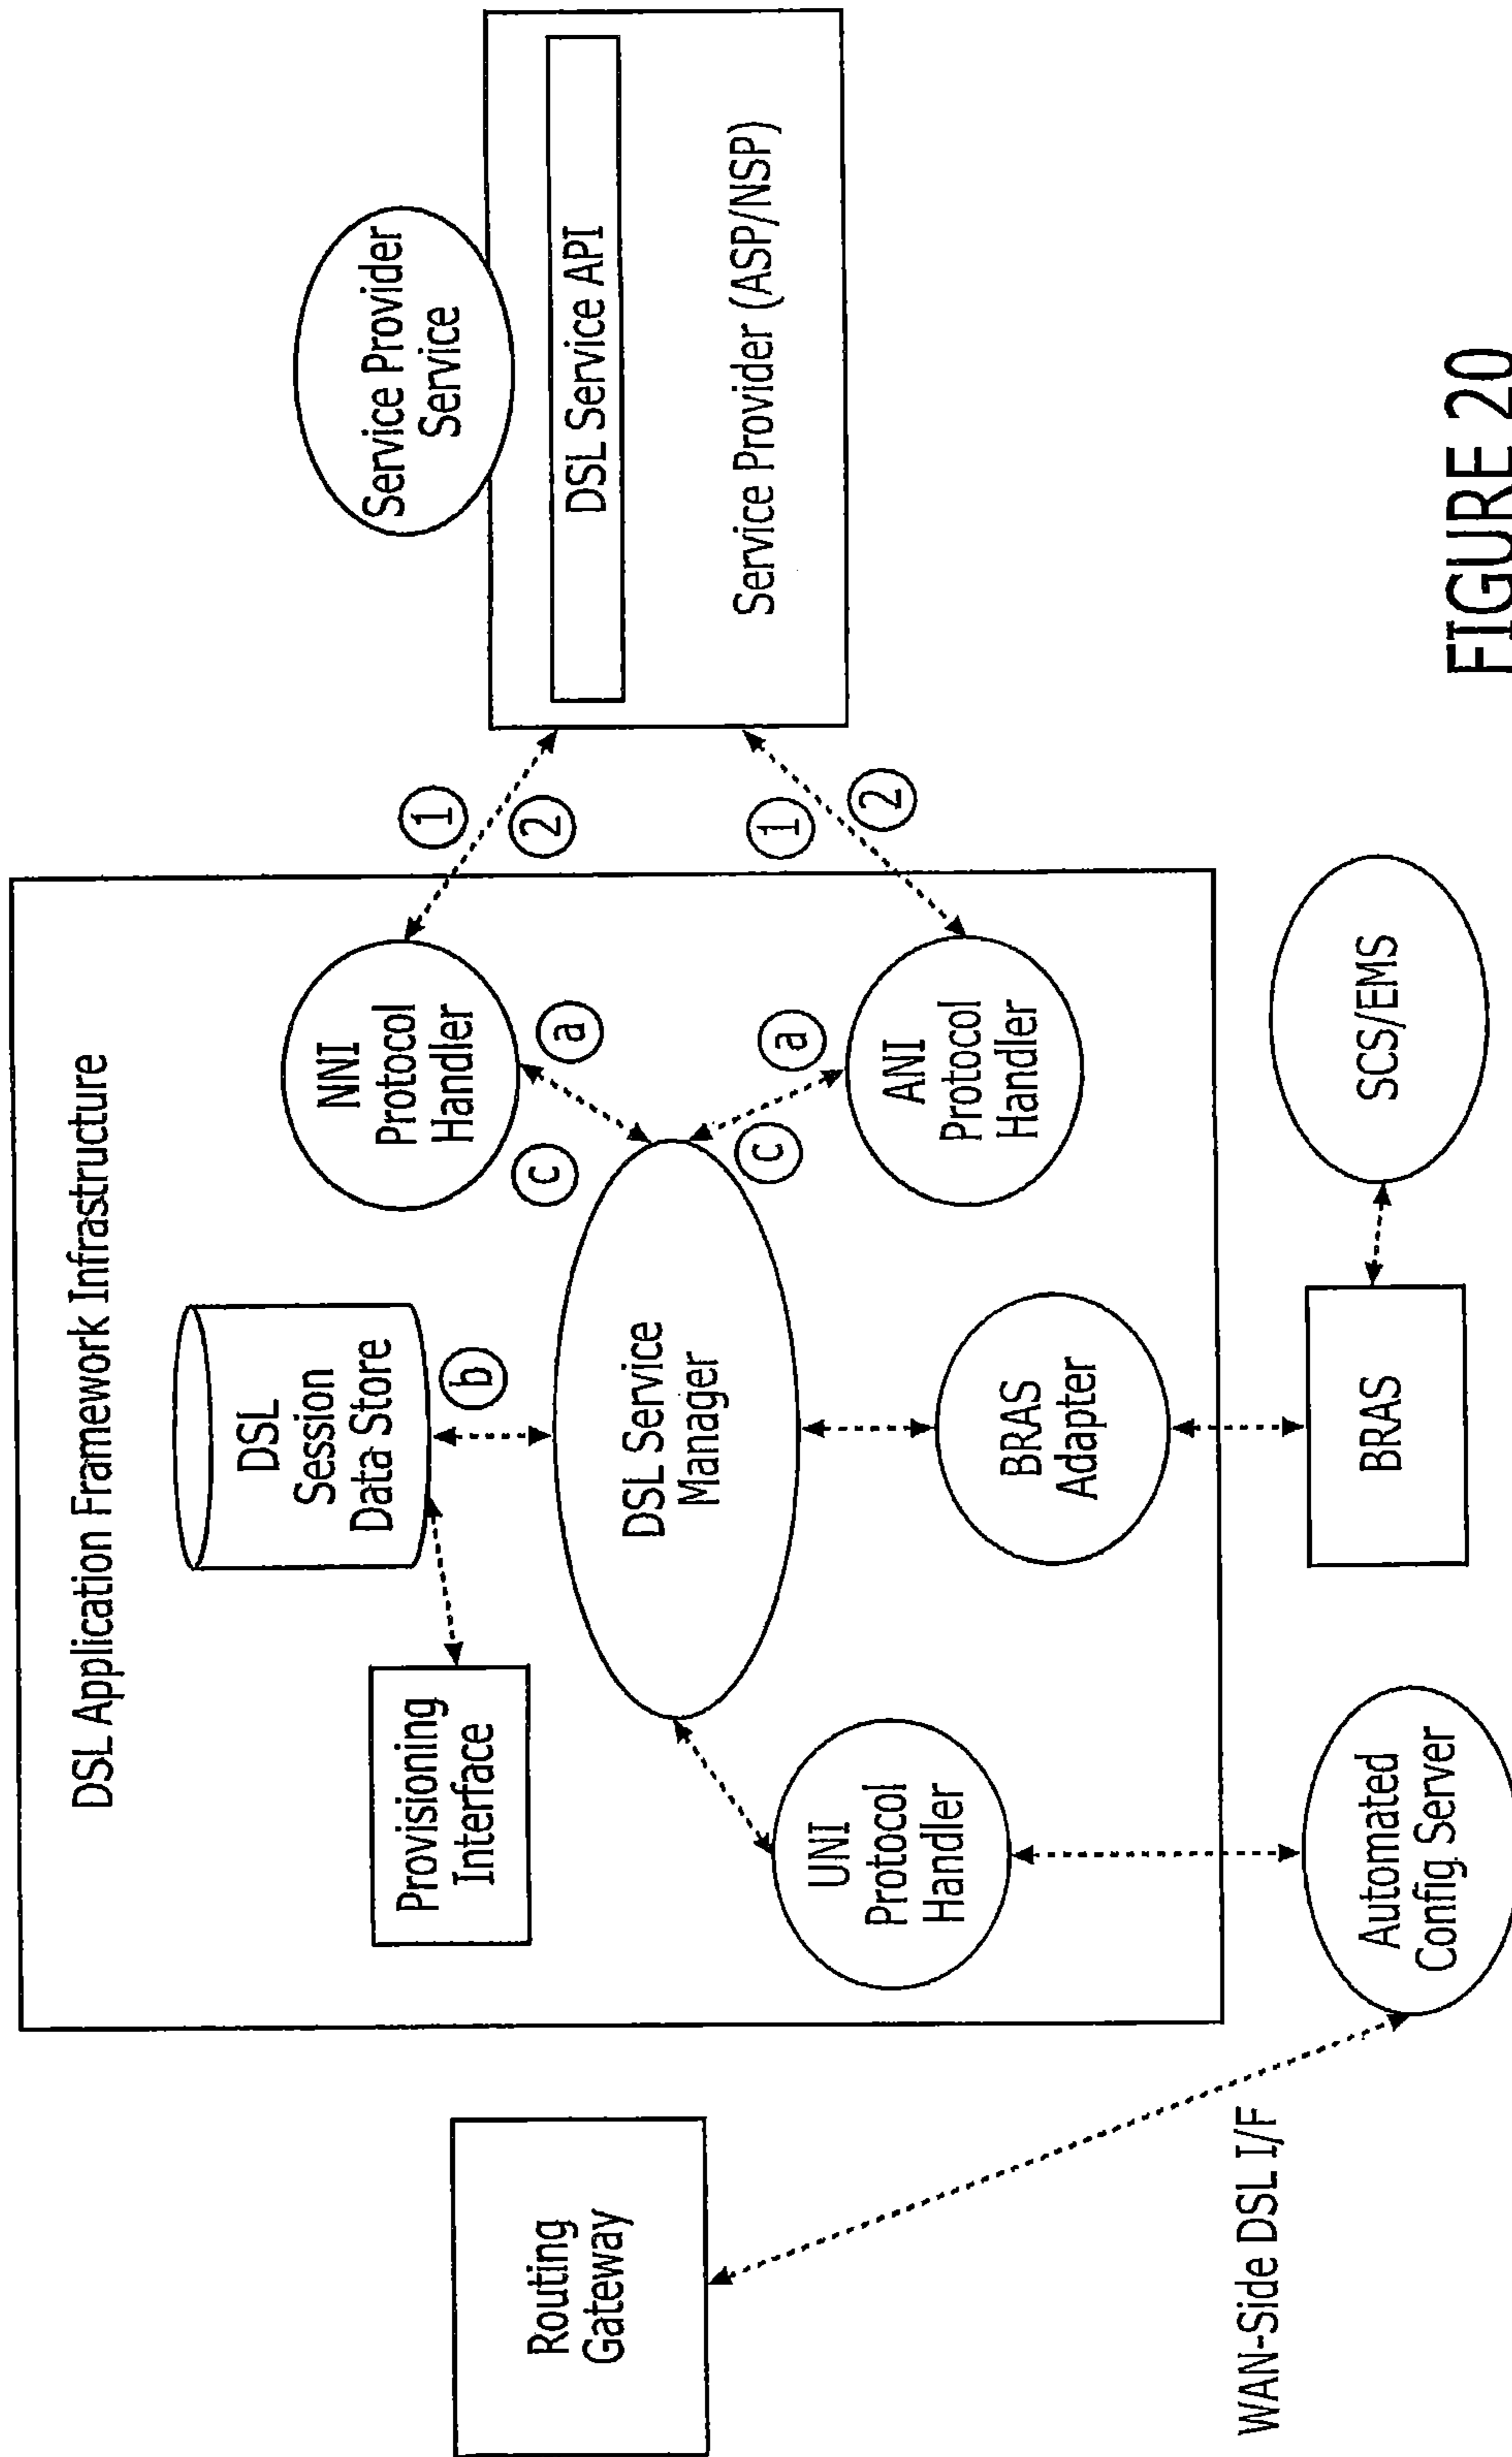 DSL Application Framework Infrastructure
Routing
Gateway
WAN-Side DSL I/F
Provisioning
Interface
DSL
Session
Data Store
b
UNI
Protocol
Handler
DSL Service
Manager
BRAS
Adapter
NNI
Protocol
Handler
a
c
a
c
ANI
Protocol
Handler
1
2
1
2
Service Provider
Service
DSL Service API
Service Provider (ASP/NSP)
Automated
Config Server
BRAS
SCS/EMS
FIGURE 20